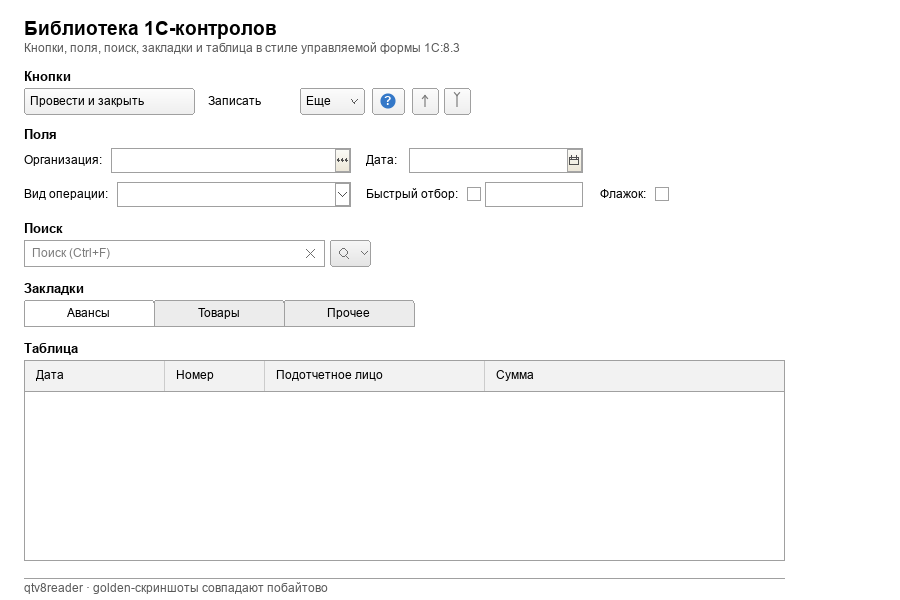 Библиотека 1С-контролов
Кнопки, поля, поиск, закладки и таблица в стиле управляемой формы 1С:8.3
Кнопки
Провести и закрыть Записать Еще ?
Поля
Организация: Дата:
Вид операции: Быстрый отбор: Флажок:
Поиск
Поиск (Ctrl+F)
Закладки
Авансы Товары Прочее
Таблица
Дата Номер Подотчетное лицо Сумма
qtv8reader · golden-скриншоты совпадают побайтово